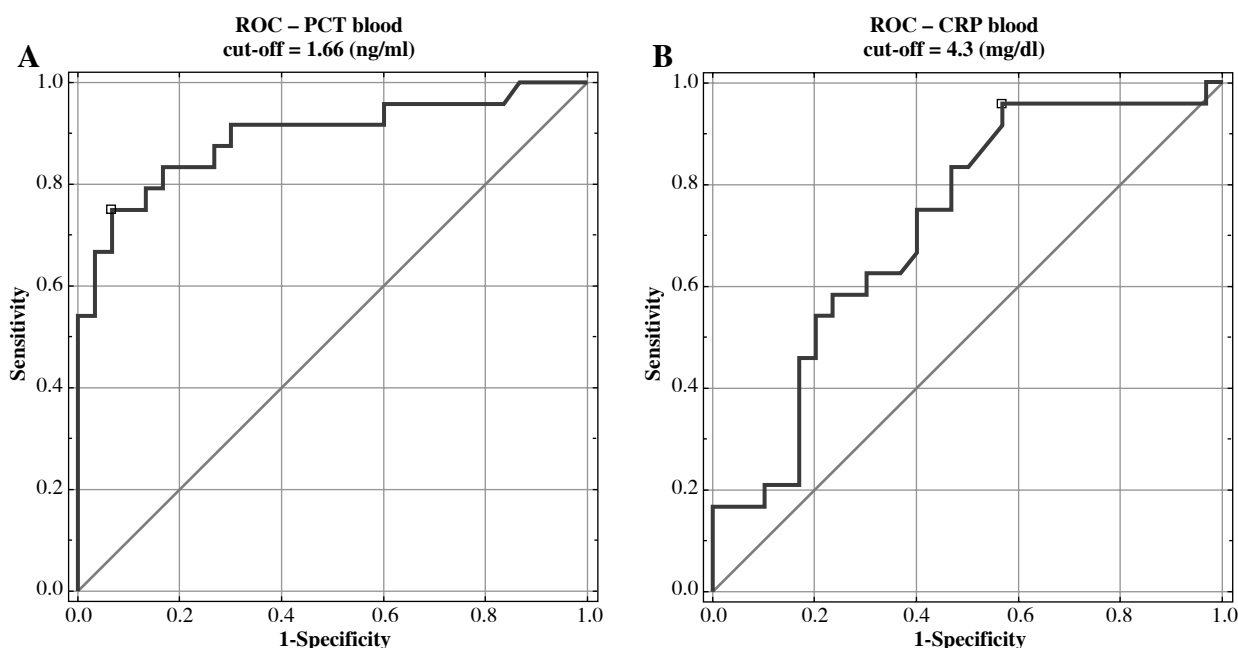 ROC – PCT blood
cut-off = 1.66 (ng/ml)
A
1.0
0.8
0.6
0.4
0.2
0.0
Sensitivity
0.0 0.2 0.4 0.6 0.8 1.0
1-Specificity
ROC – CRP blood
cut-off = 4.3 (mg/dl)
B
1.0
0.8
0.6
0.4
0.2
0.0
Sensitivity
0.0 0.2 0.4 0.6 0.8 1.0
1-Specificity